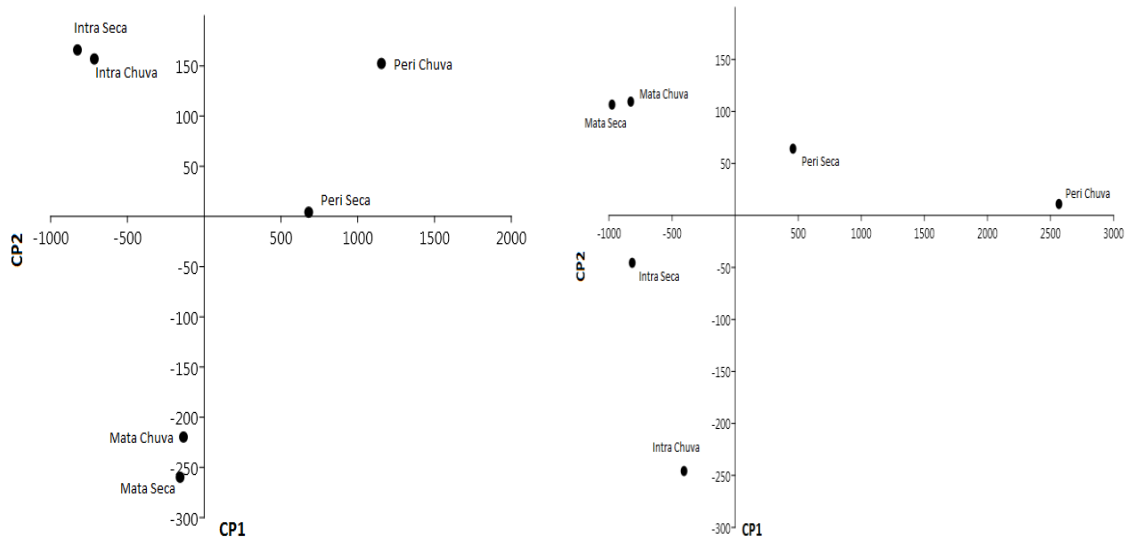 Intra Seca
Intra Chuva
Peri Chuva
Peri Seca
Mata Chuva
Mata Seca
150
100
50
-50
-100
-150
-200
-250
-300
-1000
-500
500
1000
1500
2000
CP2
CP1
Mata Chuva
Mata Seca
Peri Seca
Peri Chuva
Intra Seca
Intra Chuva
150
100
50
-50
-100
-150
-200
-250
-300
-1000
-500
500
1000
1500
2000
2500
3000
CP2
CP1